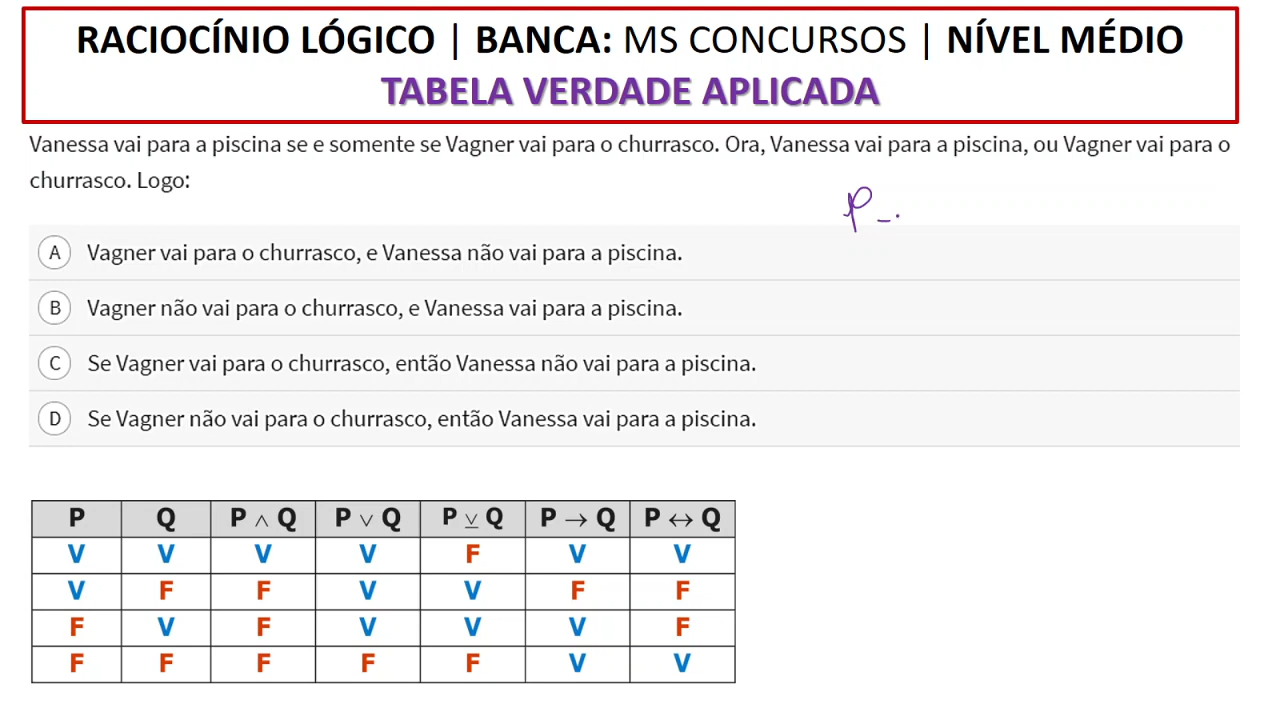 RACIOCÍNIO LÓGICO | BANCA: MS CONCURSOS | NÍVEL MÉDIO
TABELA VERDADE APLICADA
Vanessa vai para a piscina se e somente se Vagner vai para o churrasco. Ora, Vanessa vai para a piscina, ou Vagner vai para o
churrasco. Logo:
P -.
A Vagner vai para o churrasco, e Vanessa não vai para a piscina.
B Vagner não vai para o churrasco, e Vanessa vai para a piscina.
C Se Vagner vai para o churrasco, então Vanessa não vai para a piscina.
D Se Vagner não vai para o churrasco, então Vanessa vai para a piscina.
P Q P ∧ Q P ∨ Q P ⊻ Q P → Q P ↔ Q
V V V V F V V
V F F V V F F
F V F V V V F
F F F F F V V